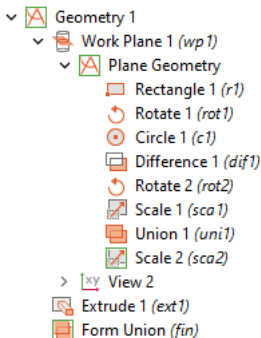 Geometry 1
Work Plane 1 (wp1)
Plane Geometry
Rectangle 1 (r1)
Rotate 1 (rot1)
Circle 1 (c1)
Difference 1 (dif1)
Rotate 2 (rot2)
Scale 1 (sca1)
Union 1 (uni1)
Scale 2 (sca2)
xy View 2
Extrude 1 (ext1)
Form Union (fin)